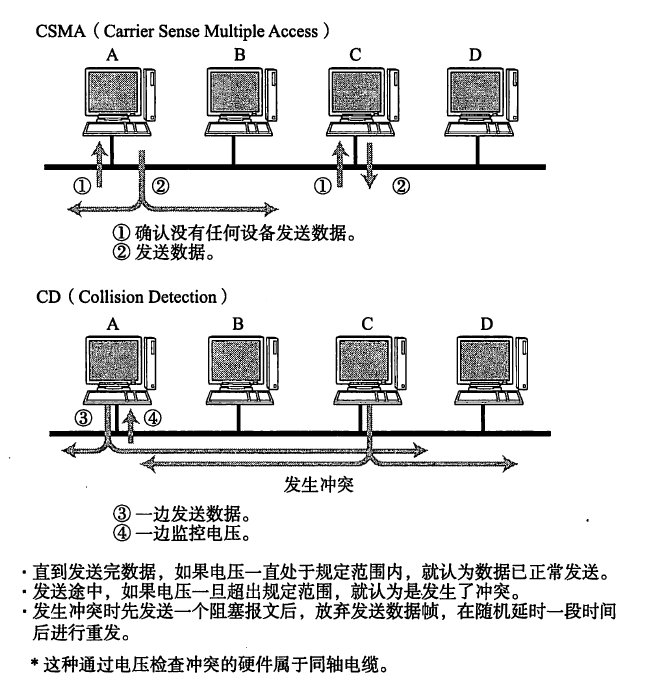 CSMA（Carrier Sense Multiple Access）
A B C D
① ② ① ②
① 确认没有任何设备发送数据。
② 发送数据。
CD（Collision Detection）
A B C D
③ ④
发生冲突
③ 一边发送数据。
④ 一边监控电压。
· 直到发送完数据，如果电压一直处于规定范围内，就认为数据已正常发送。
· 发送途中，如果电压一旦超出规定范围，就认为是发生了冲突。
· 发生冲突时先发送一个阻塞报文后，放弃发送数据帧，在随机延时一段时间
后进行重发。
* 这种通过电压检查冲突的硬件属于同轴电缆。